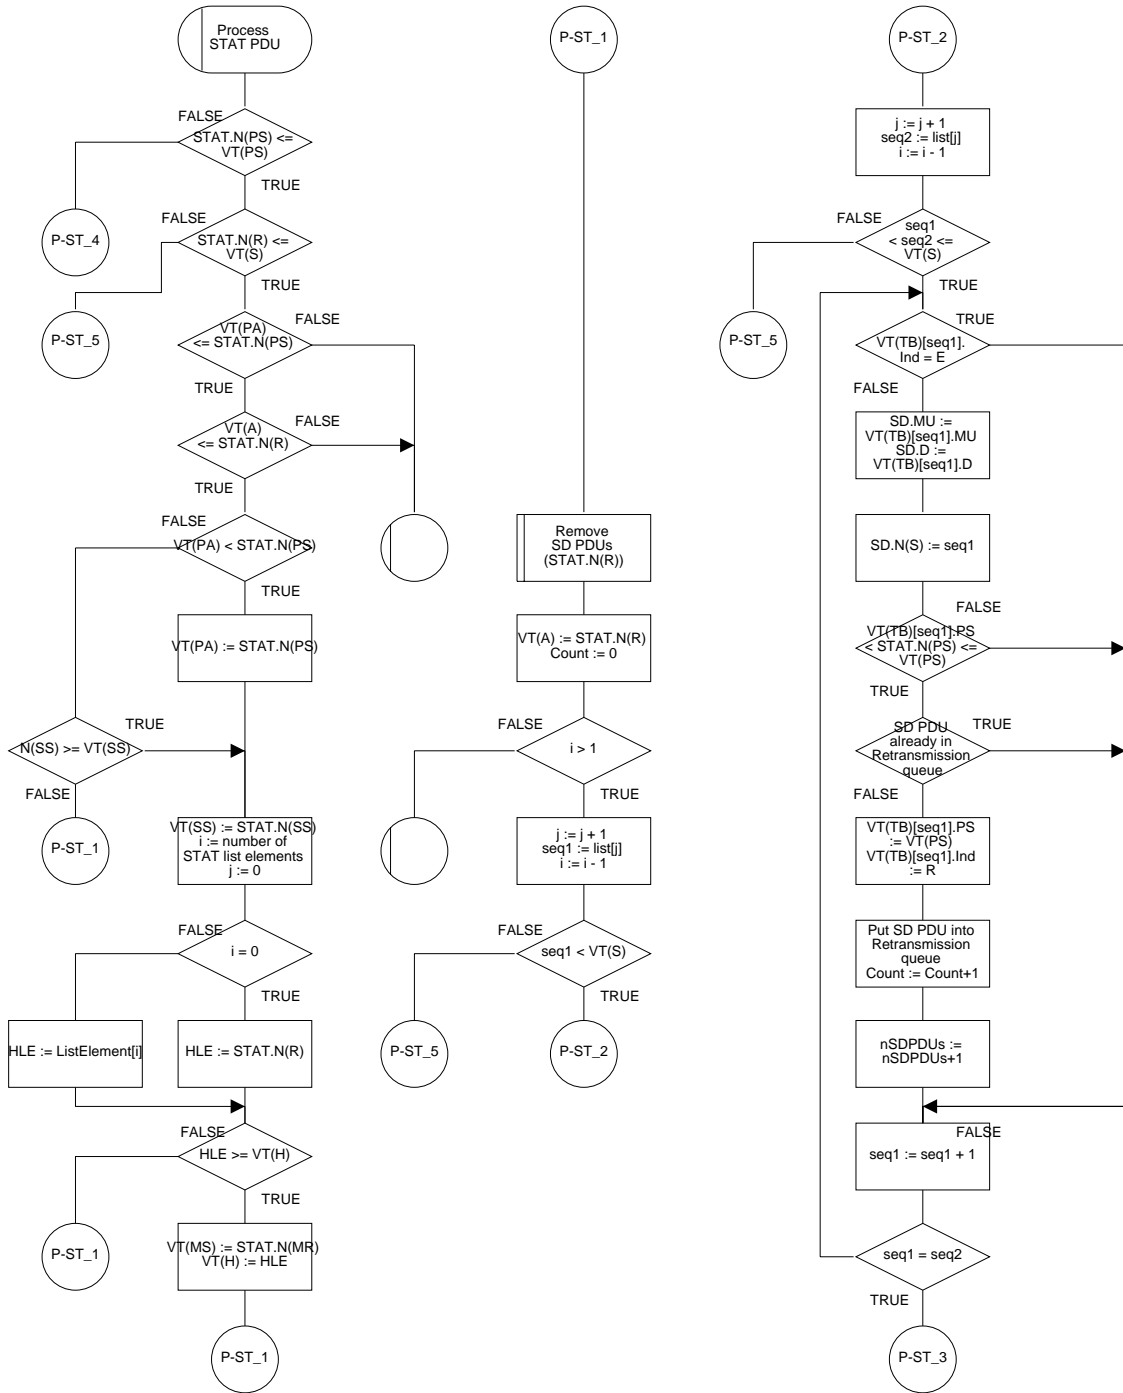 Process
STAT PDU
FALSE
STAT.N(PS) <=
VT(PS)
TRUE
P-ST_4
FALSE
STAT.N(R) <=
VT(S)
TRUE
P-ST_5
VT(PA)
<= STAT.N(PS)
FALSE
TRUE
VT(A)
<= STAT.N(R)
FALSE
TRUE
FALSE
VT(PA) < STAT.N(PS)
TRUE
VT(PA) := STAT.N(PS)
TRUE
N(SS) >= VT(SS)
FALSE
P-ST_1
VT(SS) := STAT.N(SS)
i := number of
STAT list elements
j := 0
FALSE
i = 0
TRUE
HLE := ListElement[i]
HLE := STAT.N(R)
FALSE
HLE >= VT(H)
TRUE
P-ST_1
VT(MS) := STAT.N(MR)
VT(H) := HLE
P-ST_1
P-ST_1
Remove
SD PDUs
(STAT.N(R))
VT(A) := STAT.N(R)
Count := 0
FALSE
i > 1
TRUE
j := j + 1
seq1 := list[j]
i := i - 1
FALSE
seq1 < VT(S)
TRUE
P-ST_5
P-ST_2
P-ST_2
j := j + 1
seq2 := list[j]
i := i - 1
FALSE
seq1
< seq2 <=
VT(S)
TRUE
P-ST_5
TRUE
VT(TB)[seq1].
Ind = E
FALSE
SD.MU :=
VT(TB)[seq1].MU
SD.D :=
VT(TB)[seq1].D
SD.N(S) := seq1
FALSE
VT(TB)[seq1].PS
< STAT.N(PS) <=
VT(PS)
TRUE
TRUE
SD PDU
already in
Retransmission
queue
FALSE
VT(TB)[seq1].PS
:= VT(PS)
VT(TB)[seq1].Ind
:= R
Put SD PDU into
Retransmission
queue
Count := Count+1
nSDPDUs :=
nSDPDUs+1
FALSE
seq1 := seq1 + 1
seq1 = seq2
TRUE
P-ST_3